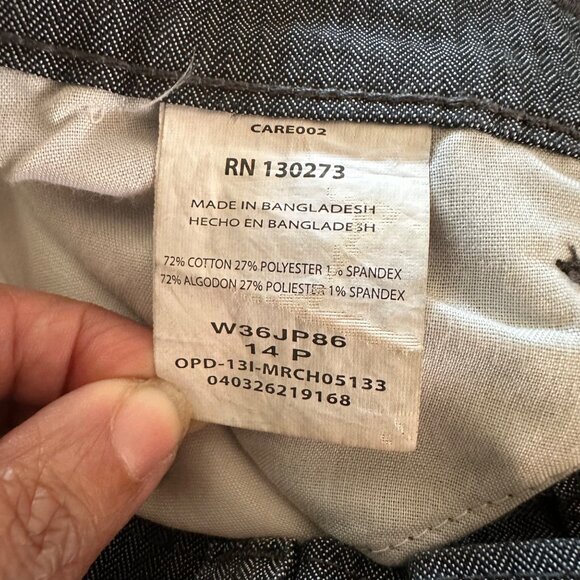 CARE002
RN 130273
MADE IN BANGLADESH
HECHO EN BANGLADESH
72% COTTON 27% POLYESTER 1% SPANDEX
72% ALGODON 27% POLIESTER 1% SPANDEX
W36JP86
14 P
OPD-13I-MRCH05133
040326219168